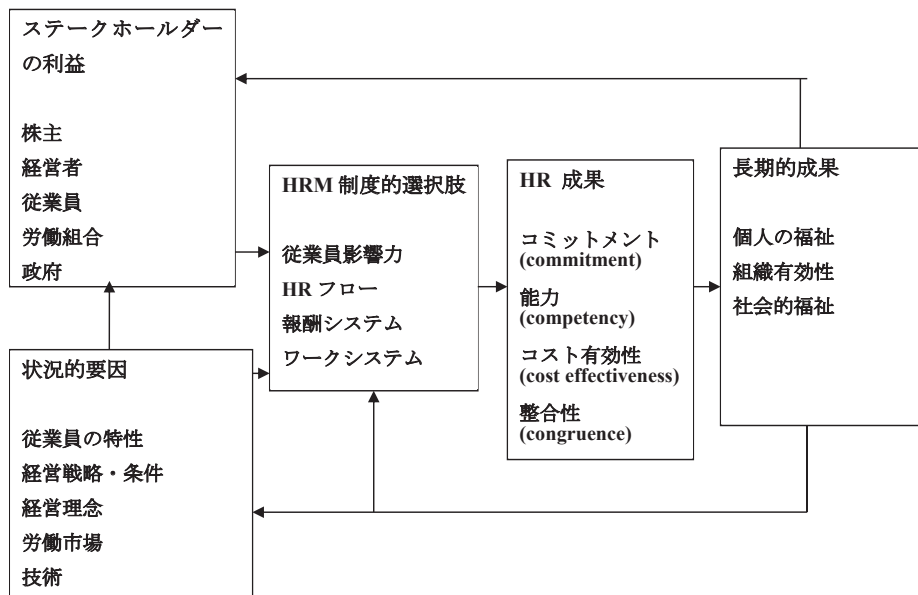 ステークホルダー
の利益
株主
経営者
従業員
労働組合
政府
状況的要因
従業員の特性
経営戦略・条件
経営理念
労働市場
技術
HRM 制度的選択肢
従業員影響力
HR フロー
報酬システム
ワークシステム
HR 成果
コミットメント
(commitment)
能力
(competency)
コスト有効性
(cost effectiveness)
整合性
(congruence)
長期的成果
個人の福祉
組織有効性
社会的福祉